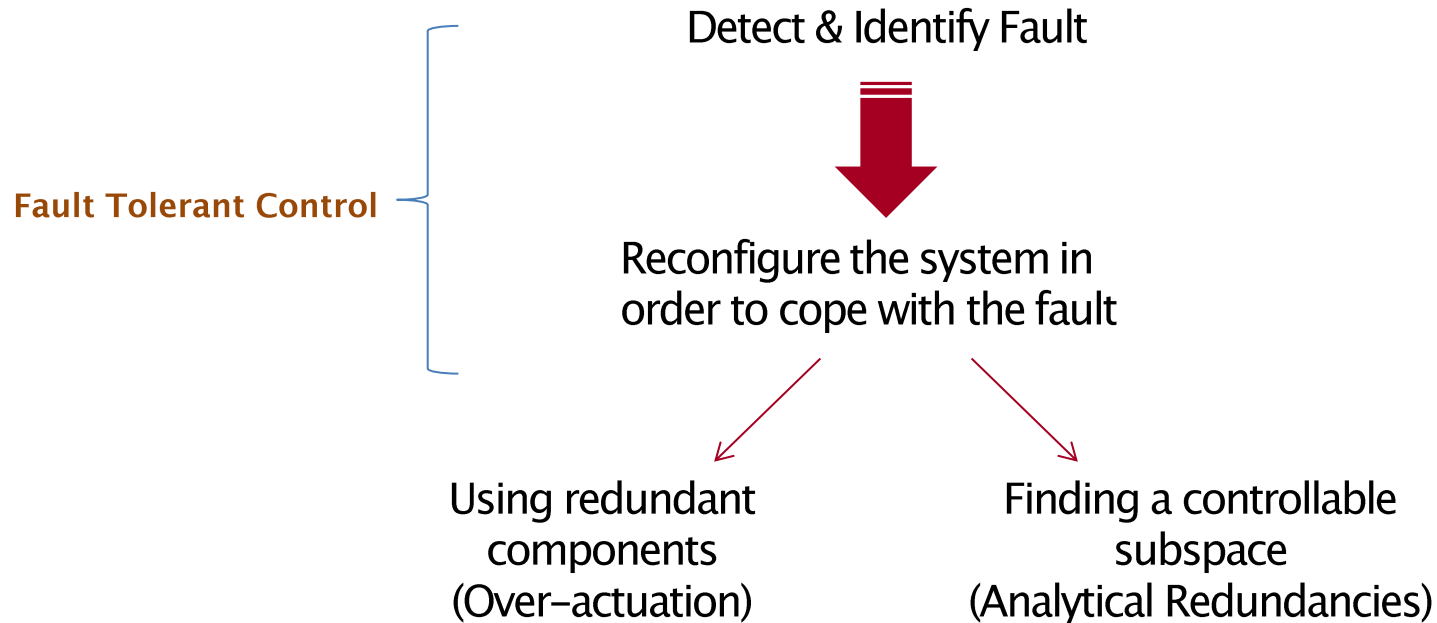 Detect & Identify Fault
Fault Tolerant Control
Reconfigure the system in
order to cope with the fault
Using redundant
components
(Over-actuation)
Finding a controllable
subspace
(Analytical Redundancies)